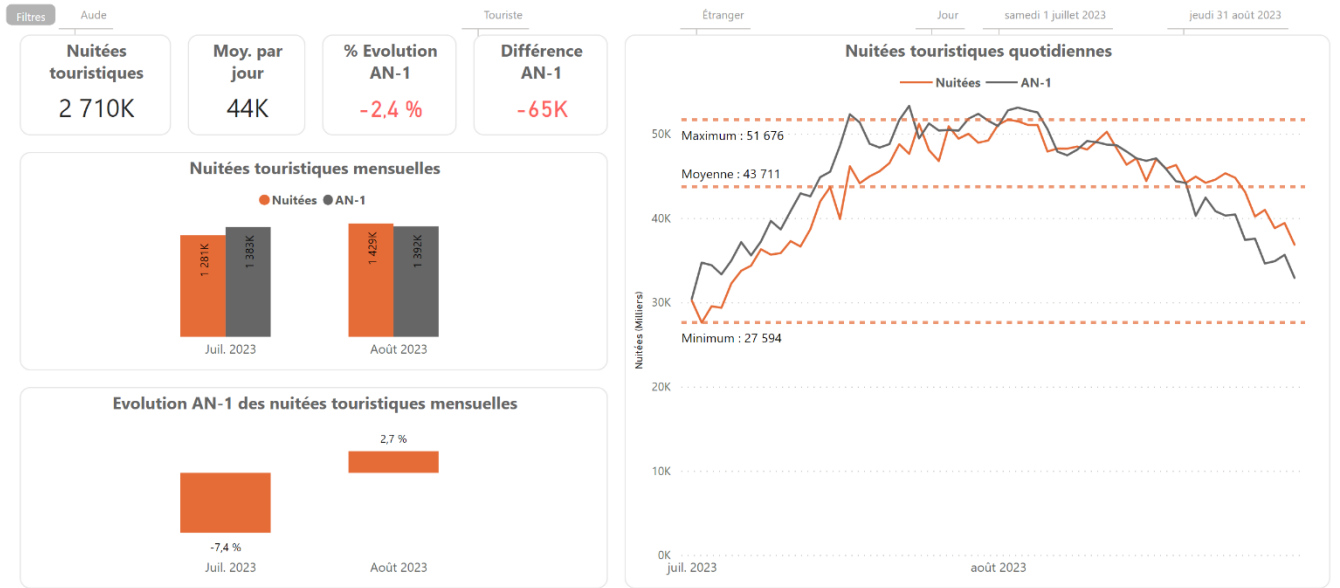 Filtres
Aude
Touriste
Étranger
Jour
samedi 1 juillet 2023
jeudi 31 août 2023
Nuitées
touristiques
2 710K
Moy. par
jour
44K
% Evolution
AN-1
-2,4 %
Différence
AN-1
-65K
Nuitées touristiques mensuelles
Nuitées AN-1
1 281K
1 383K
1 429K
1 392K
Juil. 2023
Août 2023
Evolution AN-1 des nuitées touristiques mensuelles
2,7 %
-7,4 %
Juil. 2023
Août 2023
Nuitées touristiques quotidiennes
Nuitées AN-1
50K
Maximum : 51 676
Moyenne : 43 711
40K
30K
Minimum : 27 594
Nuitées (Milliers)
20K
10K
0K
juil. 2023
août 2023